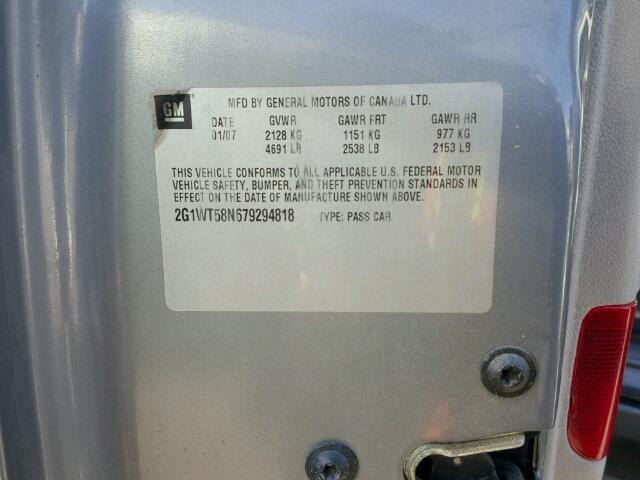 GM
MFD BY GENERAL MOTORS OF CANADA LTD.
DATE GVWR GAWR FRT GAWR RR
01/07 2128 KG 1151 KG 977 KG
4691 LB 2538 LB 2153 LB
THIS VEHICLE CONFORMS TO ALL APPLICABLE U.S. FEDERAL MOTOR
VEHICLE SAFETY, BUMPER, AND THEFT PREVENTION STANDARDS IN
EFFECT ON THE DATE OF MANUFACTURE SHOWN ABOVE.
2G1WT58N679294818 TYPE: PASS CAR